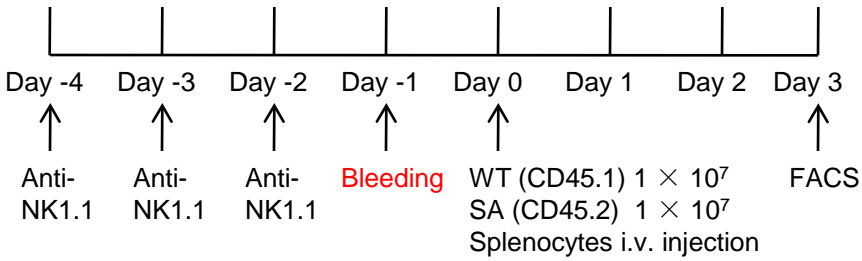 Day -4 Day -3 Day -2 Day -1 Day 0 Day 1 Day 2 Day 3
Anti- Anti- Anti- Bleeding WT (CD45.1) 1 × 10⁷ FACS
NK1.1 NK1.1 NK1.1 SA (CD45.2) 1 × 10⁷
Splenocytes i.v. injection